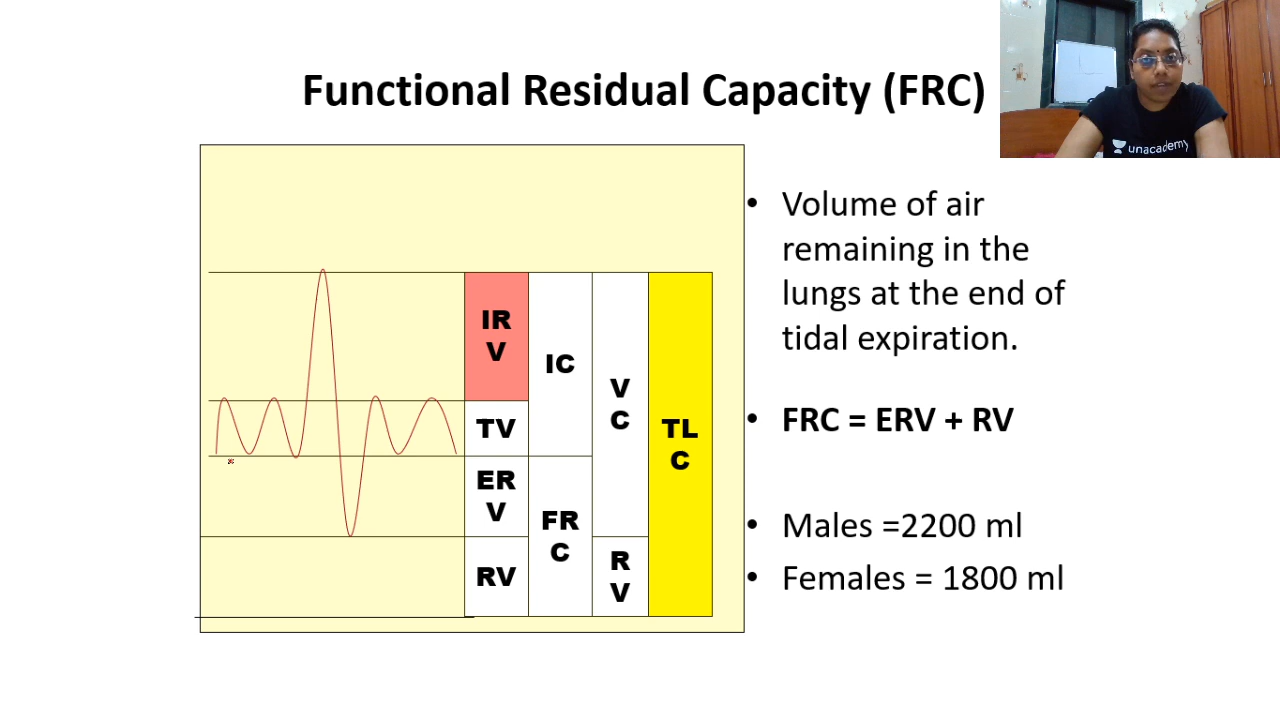 Functional Residual Capacity (FRC)
unacademy
• Volume of air
remaining in the
lungs at the end of
tidal expiration.
• FRC = ERV + RV
• Males =2200 ml
• Females = 1800 ml
IR
V
IC
V
C
TL
C
TV
ER
V
FR
C
RV
R
V